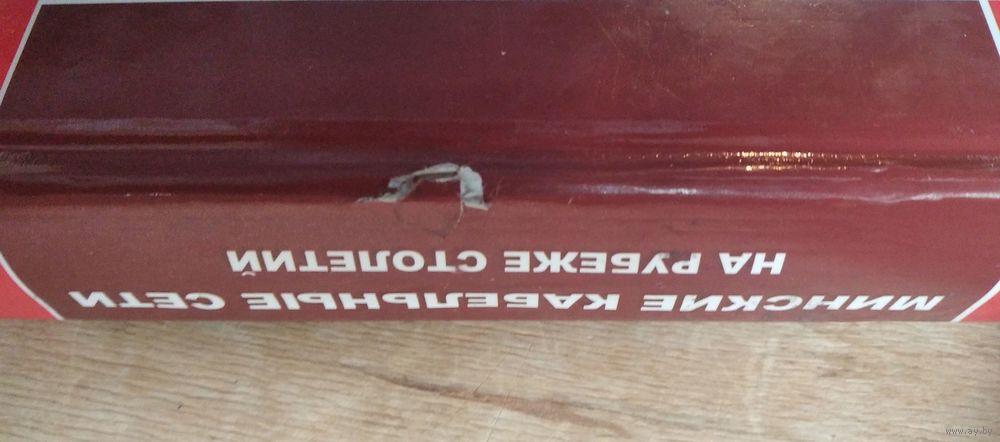 МИНСКИЕ КАБЕЛЬНЫЕ СЕТИ
НА РУБЕЖЕ СТОЛЕТИЙ
www.ay.by